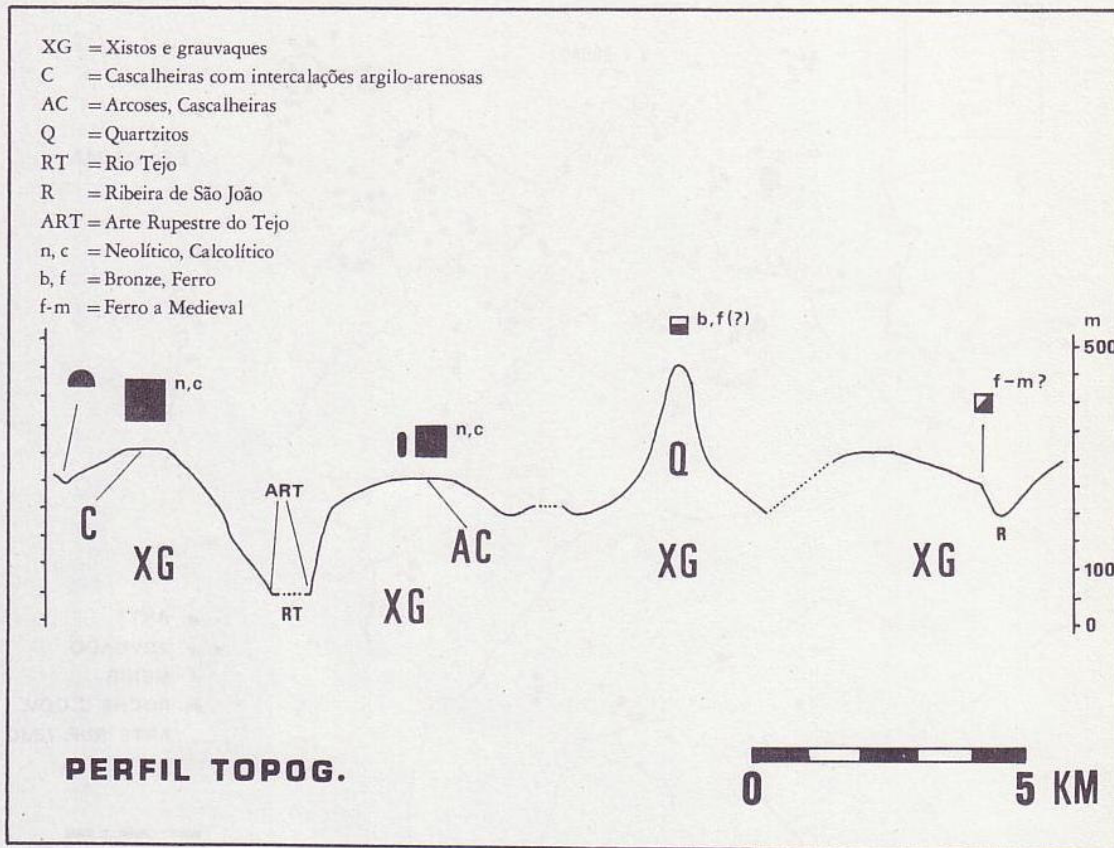 XG = Xistos e grauvaques
C = Cascalheiras com intercalações argilo-arenosas
AC = Arcoses, Cascalheiras
Q = Quartzitos
RT = Rio Tejo
R = Ribeira de São João
ART = Arte Rupestre do Tejo
n, c = Neolítico, Calcolítico
b, f = Bronze, Ferro
f-m = Ferro a Medieval
b,f(?)
m
500
n,c
f-m?
n,c
ART
Q
C
XG
AC
XG
XG
R
100
RT
XG
0
PERFIL TOPOG.
0 5 KM